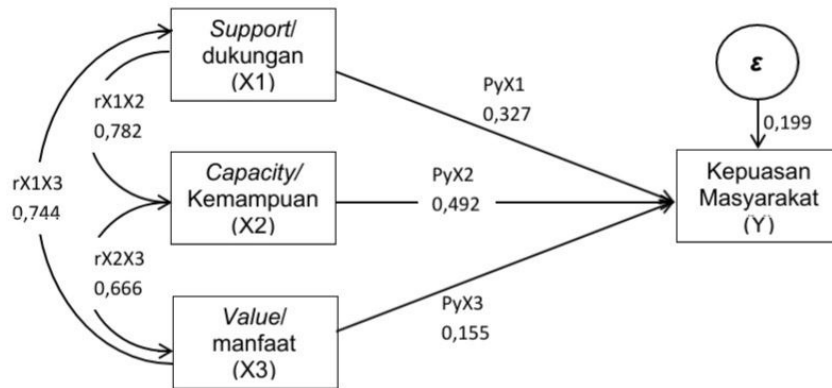 Support/
dukungan
(X1)
rX1X2
0,782
rX1X3
0,744
Capacity/
Kemampuan
(X2)
rX2X3
0,666
Value/
manfaat
(X3)
PyX1
0,327
PyX2
0,492
PyX3
0,155
ε
0,199
Kepuasan
Masyarakat
(Y)